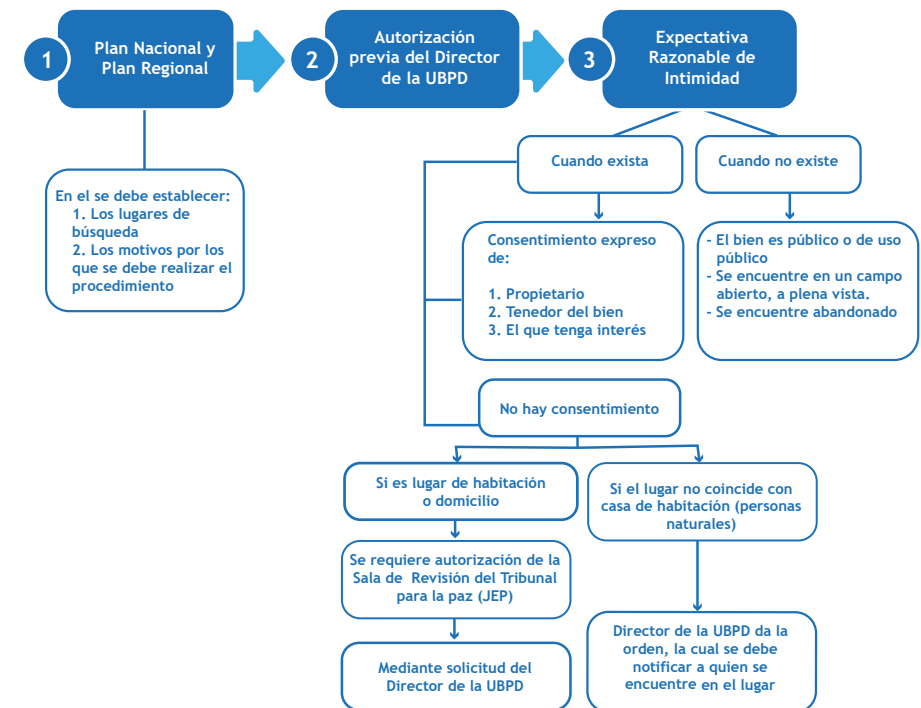 1
Plan Nacional y
Plan Regional
2
Autorización
previa del Director
de la UBPD
3
Expectativa
Razonable de
Intimidad
En el se debe establecer:
1. Los lugares de
búsqueda
2. Los motivos por los
que se debe realizar el
procedimiento
Cuando exista
Cuando no existe
Consentimiento expreso
de:
1. Propietario
2. Tenedor del bien
3. El que tenga interés
- El bien es público o de uso
público
- Se encuentre en un campo
abierto, a plena vista.
- Se encuentre abandonado
No hay consentimiento
Si es lugar de habitación
o domicilio
Si el lugar no coincide con
casa de habitación (personas
naturales)
Se requiere autorización de la
Sala de Revisión del Tribunal
para la paz (JEP)
Mediante solicitud del
Director de la UBPD
Director de la UBPD da la
orden, la cual se debe
notificar a quien se
encuentre en el lugar